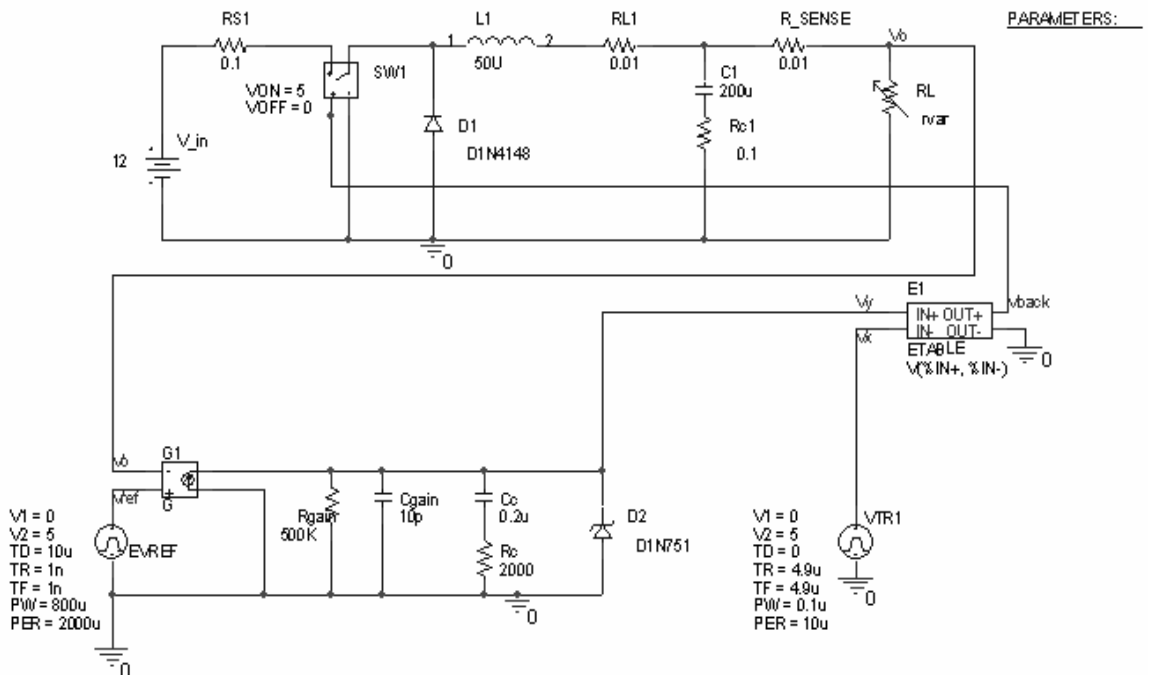 RS1
0.1
V_in
12
VON = 5
VOFF = 0
SW1
L1
1
2
50U
D1
D1N4148
RL1
0.01
C1
200u
Rc1
0.1
R_SENSE
0.01
Vo
RL
rvar
PARAMETERS:
0
E1
Vy
Vx
IN+ OUT+
IN- OUT-
Vback
ETABLE
V(%IN+, %IN-)
0
Vo
G1
-
+
G
Vref
V1 = 0
V2 = 5
TD = 10u
TR = 1n
TF = 1n
PW = 800u
PER = 2000u
EVREF
0
Rgain
500K
Cgain
10p
Cc
0.2u
Rc
2000
0
D2
D1N751
V1 = 0
V2 = 5
TD = 0
TR = 4.9u
TF = 4.9u
PW = 0.1u
PER = 10u
VTR1
0